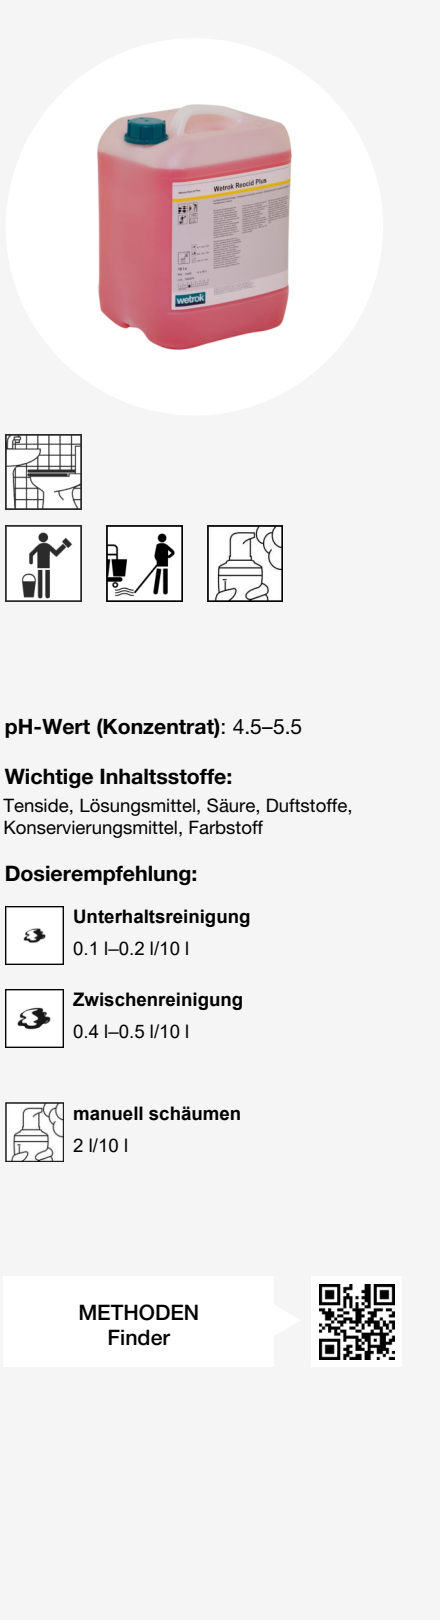 Wetrok Reocid Plus
wetrok
pH-Wert (Konzentrat): 4.5–5.5
Wichtige Inhaltsstoffe:
Tenside, Lösungsmittel, Säure, Duftstoffe,
Konservierungsmittel, Farbstoff
Dosierempfehlung:
Unterhaltsreinigung
0.1 l–0.2 l/10 l
Zwischenreinigung
0.4 l–0.5 l/10 l
manuell schäumen
2 l/10 l
METHODEN
Finder